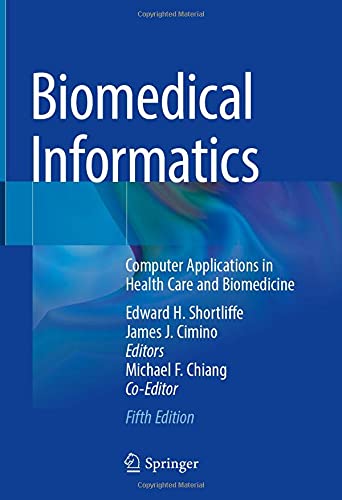 Biomedical
Informatics
Computer Applications in
Health Care and Biomedicine
Edward H. Shortliffe
James J. Cimino
Editors
Michael F. Chiang
Co-Editor
Fifth Edition
Springer